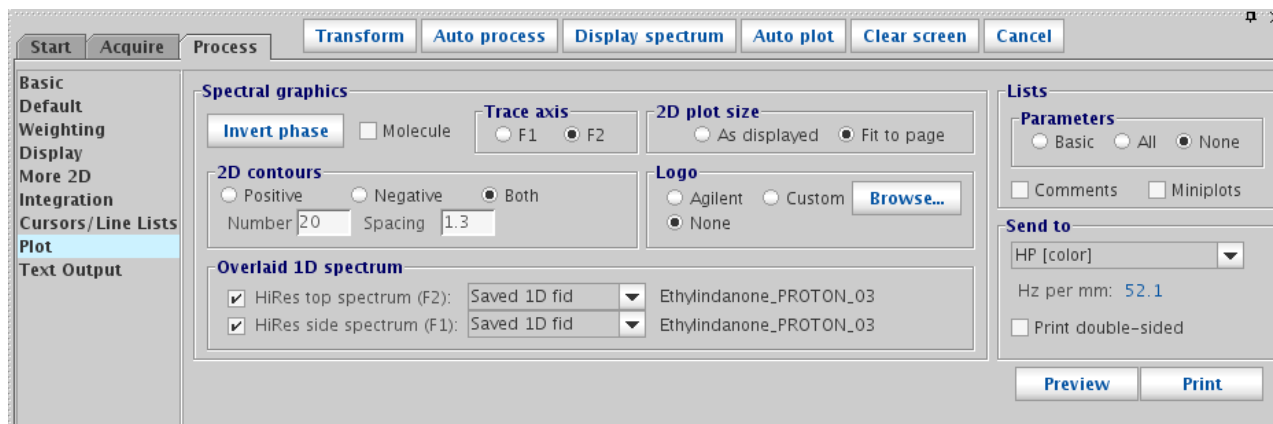 Start Acquire Process Transform Auto process Display spectrum Auto plot Clear screen Cancel
Basic
Default
Weighting
Display
More 2D
Integration
Cursors/Line Lists
Plot
Text Output
Spectral graphics
Invert phase Molecule
Trace axis
F1 F2
2D plot size
As displayed Fit to page
2D contours
Positive Negative Both
Number 20 Spacing 1.3
Logo
Agilent Custom Browse...
None
Overlaid 1D spectrum
HiRes top spectrum (F2): Saved 1D fid Ethylindanone_PROTON_03
HiRes side spectrum (F1): Saved 1D fid Ethylindanone_PROTON_03
Lists
Parameters
Basic All None
Comments Miniplots
Send to
HP [color]
Hz per mm: 52.1
Print double-sided
Preview Print